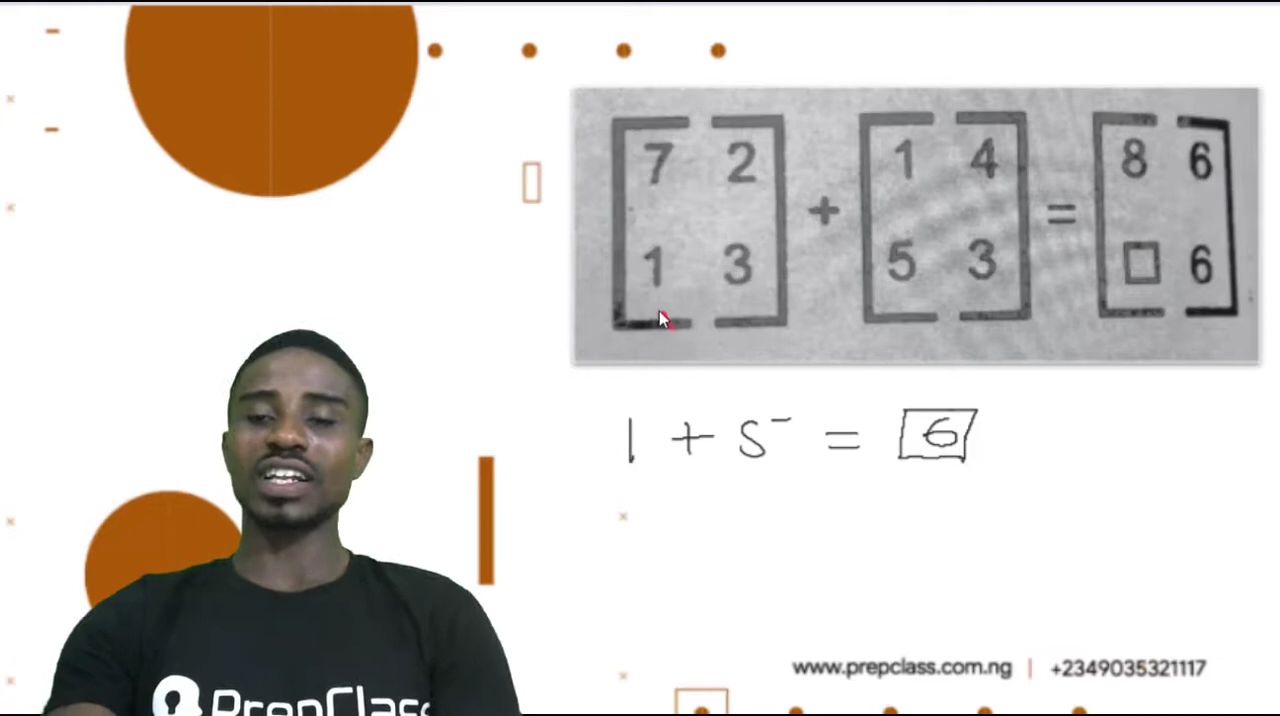 7 2 1 4 8 6
+ =
1 3 5 3 □ 6
1 + 5 = 6
PrepClass
www.prepclass.com.ng | +2349035321117